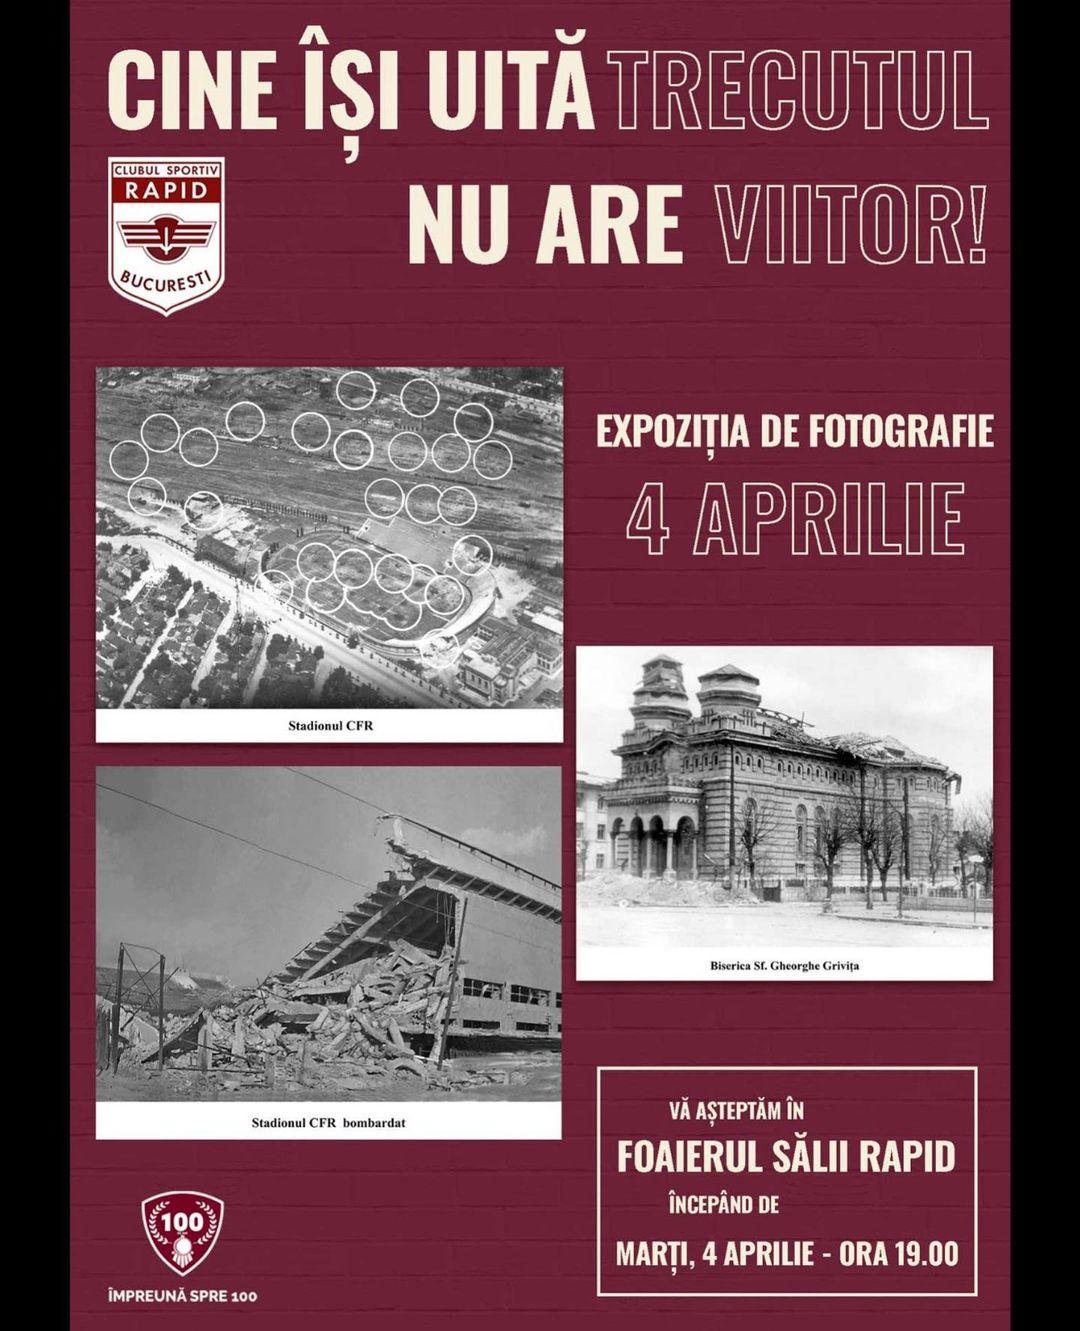 CINE ÎȘI UITĂ TRECUTUL
NU ARE VIITOR!
CLUBUL SPORTIV
RAPID
BUCURESTI
EXPOZIȚIA DE FOTOGRAFIE
4 APRILIE
Stadionul CFR
Biserica Sf. Gheorghe Grivița
Stadionul CFR bombardat
VĂ AȘTEPTĂM ÎN
FOAIERUL SĂLII RAPID
ÎNCEPÂND DE
MARȚI, 4 APRILIE - ORA 19.00
100
ÎMPREUNĂ SPRE 100